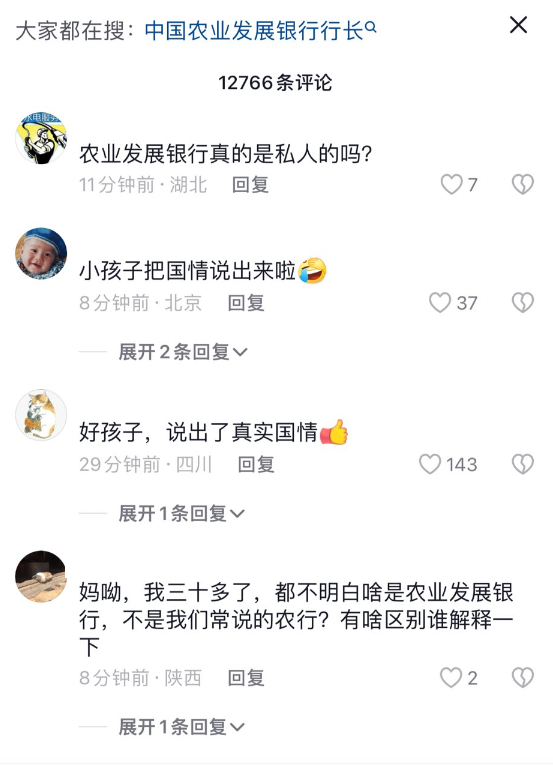 大家都在搜：中国农业发展银行行长
12766条评论
农业发展银行真的是私人的吗？
11分钟前·湖北 回复 7
小孩子把国情说出来啦🤣
8分钟前·北京 回复 37
展开2条回复
好孩子，说出了真实国情👍
29分钟前·四川 回复 143
展开1条回复
妈呦，我三十多了，都不明白啥是农业发展银
行，不是我们常说的农行？有啥区别谁解释一
下
8分钟前·陕西 回复 2
展开1条回复